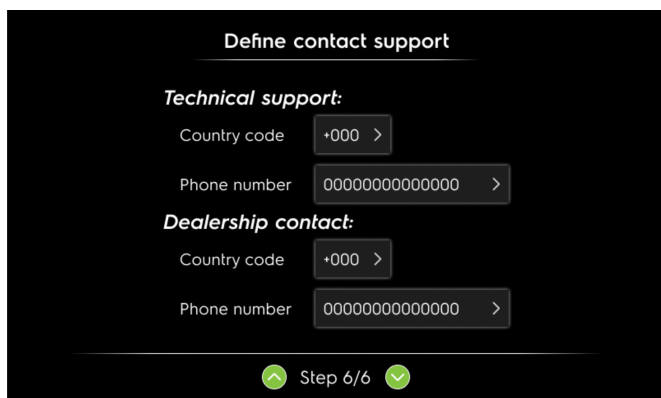 Define contact support
Technical support:
Country code +000 >
Phone number 00000000000000 >
Dealership contact:
Country code +000 >
Phone number 00000000000000 >
Step 6/6